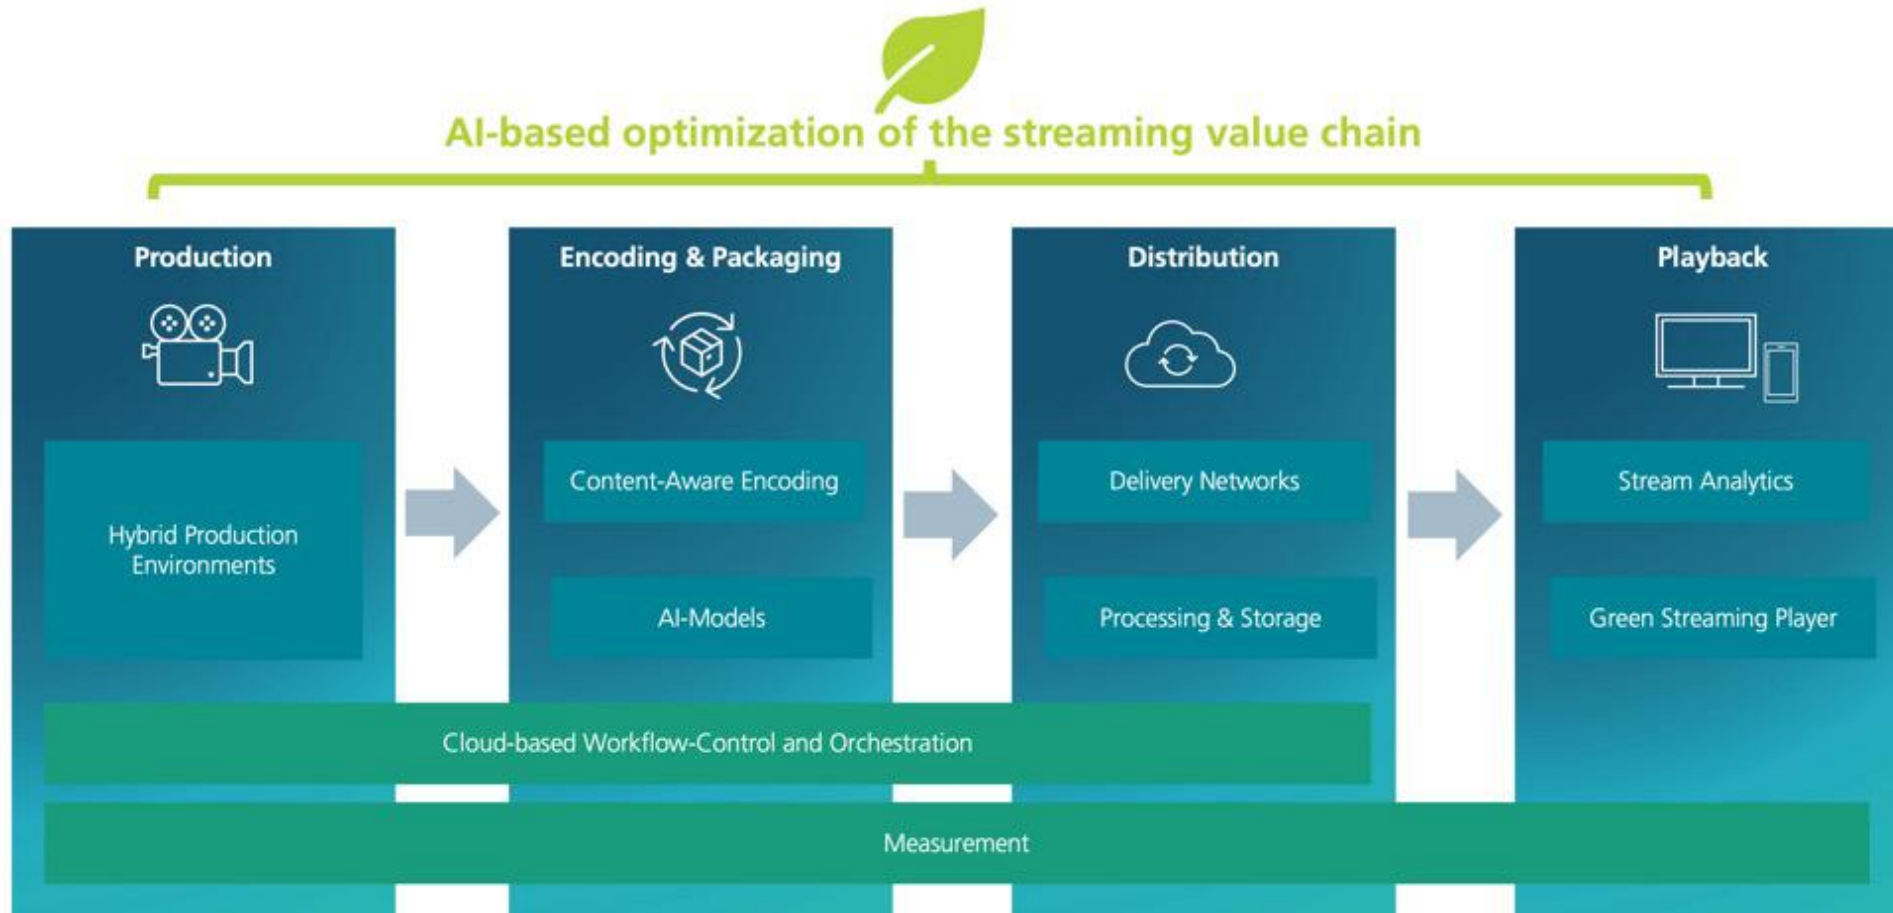 AI-based optimization of the streaming value chain
Production
Hybrid Production
Environments
Encoding & Packaging
Content-Aware Encoding
AI-Models
Distribution
Delivery Networks
Processing & Storage
Playback
Stream Analytics
Green Streaming Player
Cloud-based Workflow-Control and Orchestration
Measurement